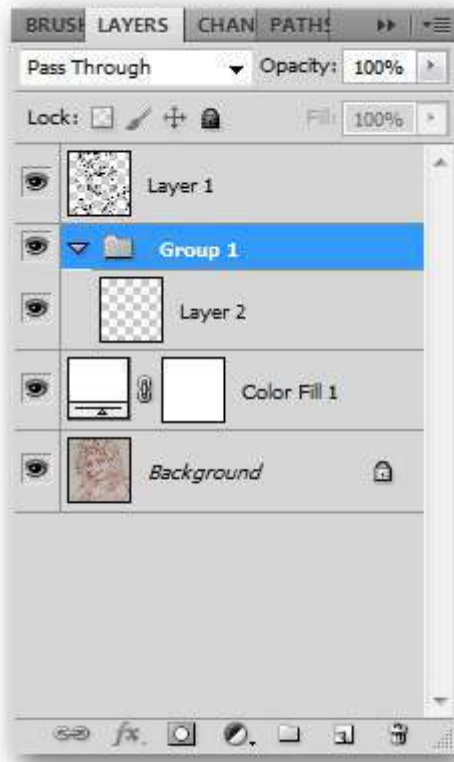 BRUSH LAYERS CHAN PATHS
Pass Through Opacity: 100%
Lock: Fill: 100%
Layer 1
Group 1
Layer 2
Color Fill 1
Background
fx.